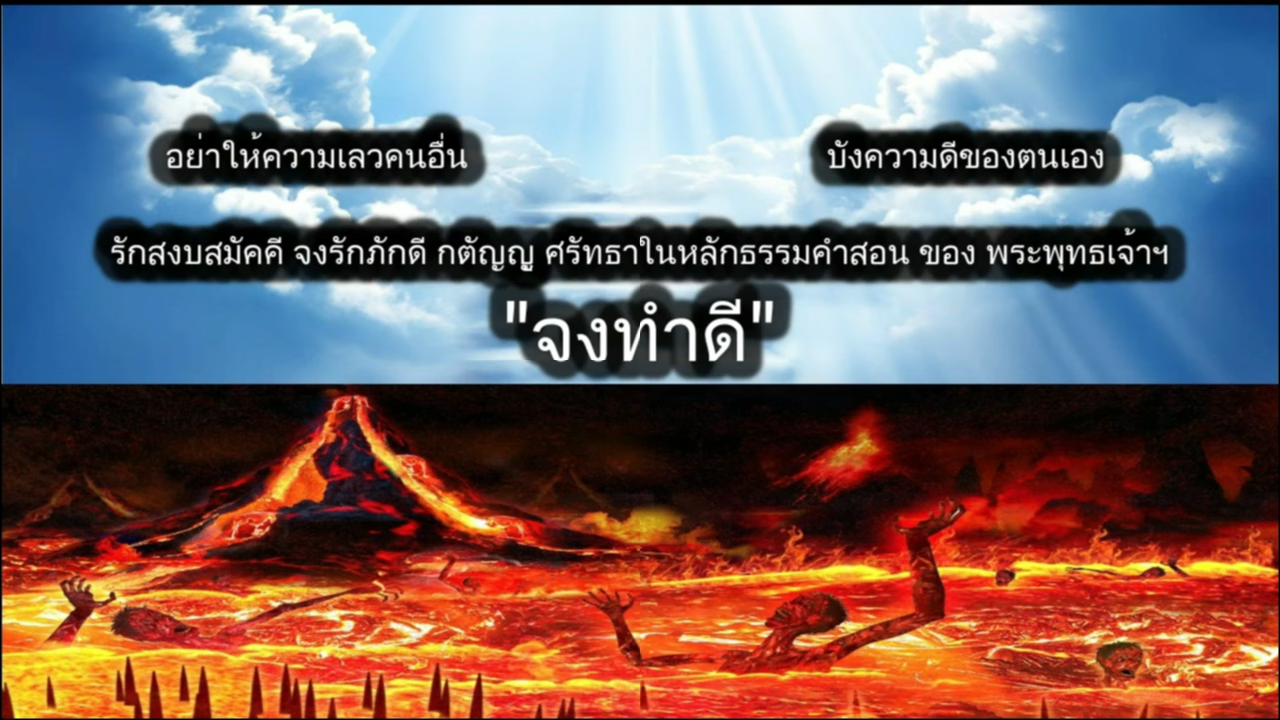 อย่าให้ความเลวคนอื่น บังความดีของตนเอง
รักสงบสมัคคี จงรักภักดี กตัญญู ศรัทธาในหลักธรรมคำสอน ของ พระพุทธเจ้าฯ
"จงทำดี"